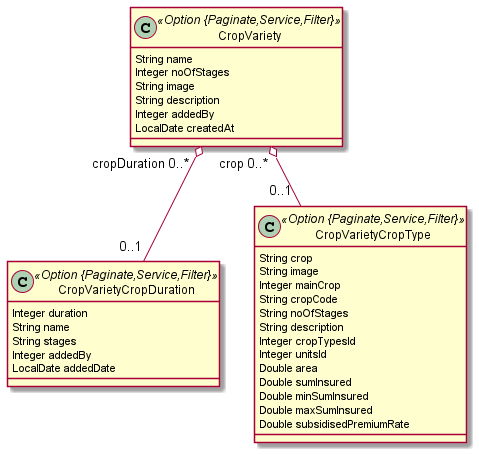 C «Option {Paginate,Service,Filter}»
CropVariety
String name
Integer noOfStages
String image
String description
Integer addedBy
LocalDate createdAt
cropDuration 0..* crop 0..*
0..1
0..1
C «Option {Paginate,Service,Filter}»
CropVarietyCropType
String crop
String image
Integer mainCrop
String cropCode
String noOfStages
String description
Integer cropTypesId
Integer unitsId
Double area
Double sumInsured
Double minSumInsured
Double maxSumInsured
Double subsidisedPremiumRate
C «Option {Paginate,Service,Filter}»
CropVarietyCropDuration
Integer duration
String name
String stages
Integer addedBy
LocalDate addedDate